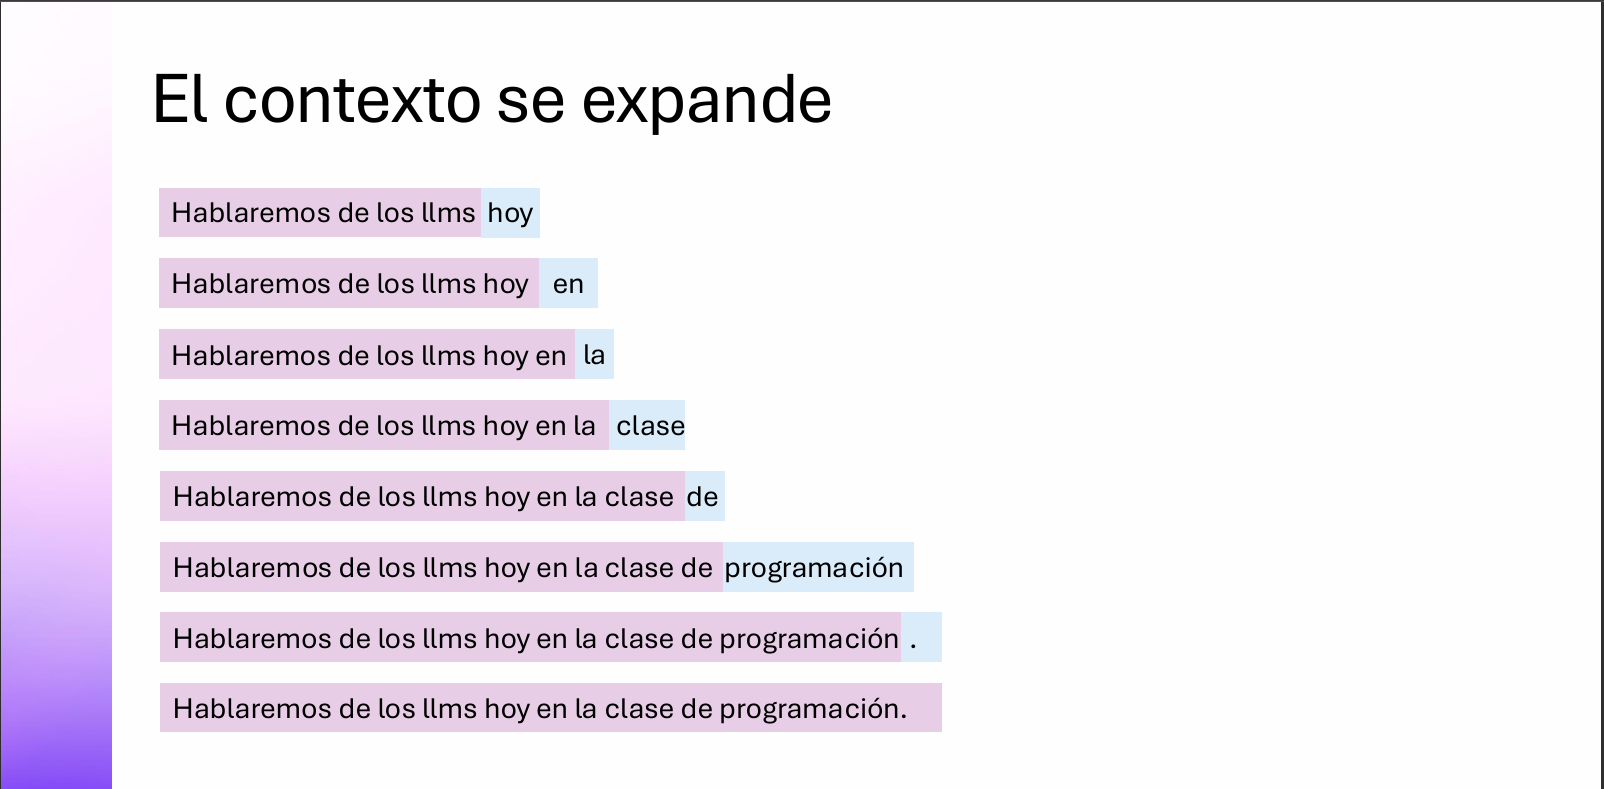 El contexto se expande
Hablaremos de los llms hoy
Hablaremos de los llms hoy en
Hablaremos de los llms hoy en la
Hablaremos de los llms hoy en la clase
Hablaremos de los llms hoy en la clase de
Hablaremos de los llms hoy en la clase de programación
Hablaremos de los llms hoy en la clase de programación .
Hablaremos de los llms hoy en la clase de programación.